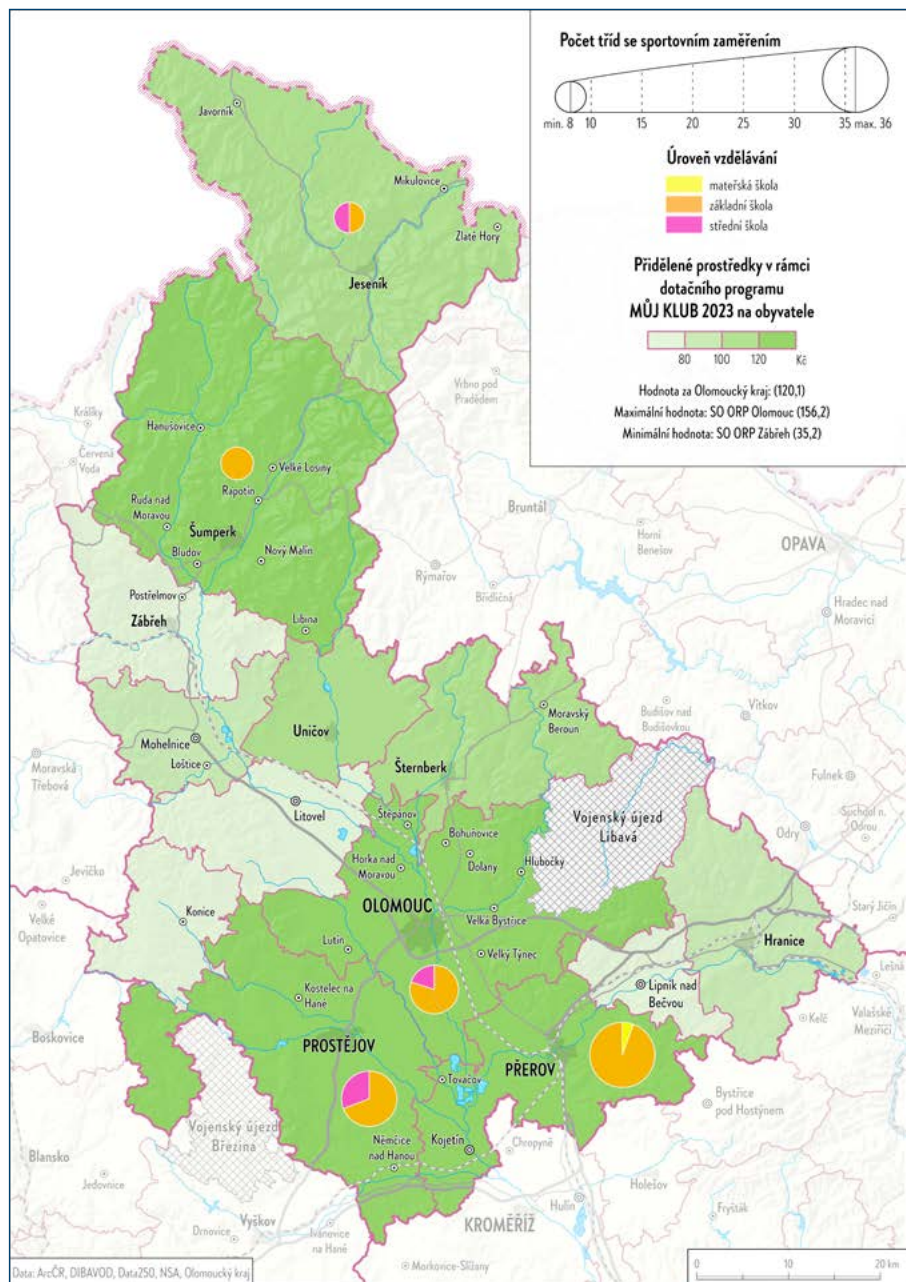 Počet tříd se sportovním zaměřením
min. 8 10 15 20 25 30 35 max. 36
Úroveň vzdělávání
mateřská škola
základní škola
střední škola
Přidělené prostředky v rámci
dotačního programu
MŮJ KLUB 2023 na obyvatele
80 100 120 Kč
Hodnota za Olomoucký kraj: (120,1)
Maximální hodnota: SO ORP Olomouc (156,2)
Minimální hodnota: SO ORP Zábřeh (35,2)
Javorník
Mikulovice
Zlaté Hory
Jeseník
Vrbno pod
Pradědem
Králíky
Hanušovice
Červená
Voda
Velké Losiny
Rapotín
Ruda nad
Moravou
Šumperk
Bludov
Nový Malín
Bruntál
Horní
Benešov
OPAVA
Rýmařov
Břidličná
Hradec nad
Moravicí
Postřelmov
Zábřeh
Libina
Uničov
Moravský
Beroun
Budišov nad
Budišovkou
Vítkov
Mohelnice
Loštice
Moravská
Třebová
Šternberk
Fulnek
Litovel
Štěpánov
Bohuňovice
Vojenský újezd
Libavá
Suchdol n.
Odrou
Odry
Horka nad
Moravou
Dolany
Hlubočky
Jevíčko
OLOMOUC
Konice
Velké
Opatovice
Velká Bystřice
Starý Jičín
Lutín
Velký Týnec
Hranice
Lešná
Kostelec na
Hané
Lipník nad
Bečvou
Valašské
Meziříčí
Kelč
Boskovice
PROSTĚJOV
PŘEROV
Tovačov
Bystřice
pod Hostýnem
Vojenský újezd
Březina
Němčice
nad Hanou
Kojetín
Chropyně
Blansko
Jedovnice
Holešov
Hulín
Fryšták
Vyškov
Drnovice
Ivanovice
na Hané
KROMĚŘÍŽ
Morkovice-Slížany
0 10 20 km
Data: ArcČR, DIBAVOD, Data250, NSA, Olomoucký kraj